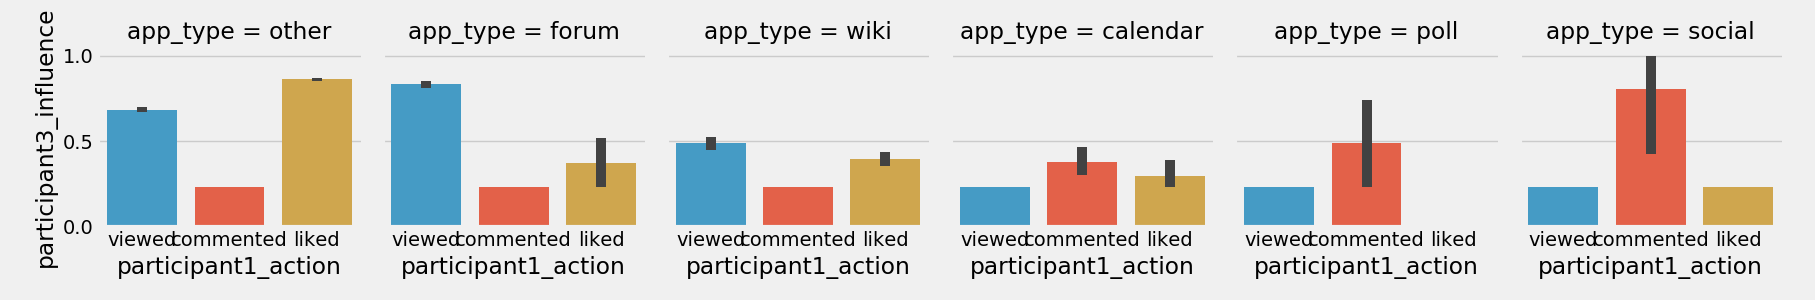 participant3_influence
1.0
0.5
0.0
app_type = other
viewed commented liked
participant1_action
app_type = forum
viewed commented liked
participant1_action
app_type = wiki
viewed commented liked
participant1_action
app_type = calendar
viewed commented liked
participant1_action
app_type = poll
viewed commented liked
participant1_action
app_type = social
viewed commented liked
participant1_action